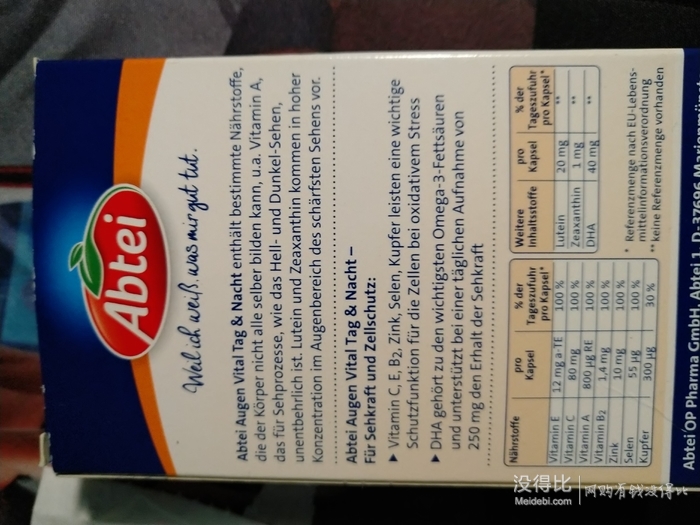 Abtei
Weil ich weiß, was mir gut tut.
Abtei Augen Vital Tag & Nacht enthält bestimmte Nährstoffe,
die der Körper nicht alle selber bilden kann, u.a. Vitamin A,
das für Sehprozesse, wie das Hell- und Dunkel-Sehen,
unentbehrlich ist. Lutein und Zeaxanthin kommen in hoher
Konzentration im Augenbereich des schärfsten Sehens vor.
Abtei Augen Vital Tag & Nacht –
Für Sehkraft und Zellschutz:
▶ Vitamin C, E, B2, Zink, Selen, Kupfer leisten eine wichtige
Schutzfunktion für die Zellen bei oxidativem Stress
▶ DHA gehört zu den wichtigsten Omega-3-Fettsäuren
und unterstützt bei einer täglichen Aufnahme von
250 mg den Erhalt der Sehkraft
Nährstoffe pro Kapsel % der Tageszufuhr pro Kapsel*
Vitamin E 12 mg α-TE 100 %
Vitamin C 80 mg 100 %
Vitamin A 800 µg RE 100 %
Vitamin B2 1,4 mg 100 %
Zink 10 mg 100 %
Selen 55 µg 100 %
Kupfer 300 µg 30 %
Weitere Inhaltsstoffe pro Kapsel % der Tageszufuhr pro Kapsel*
Lutein 20 mg **
Zeaxanthin 1 mg **
DHA 40 mg **
* Referenzmenge nach EU-Lebens-
mittelinformationsverordnung
** keine Referenzmenge vorhanden
Abtei OP Pharma GmbH, Abtei 1, D-37696 Marienmünster
没得比 网购有我没得比
Meidebi.com